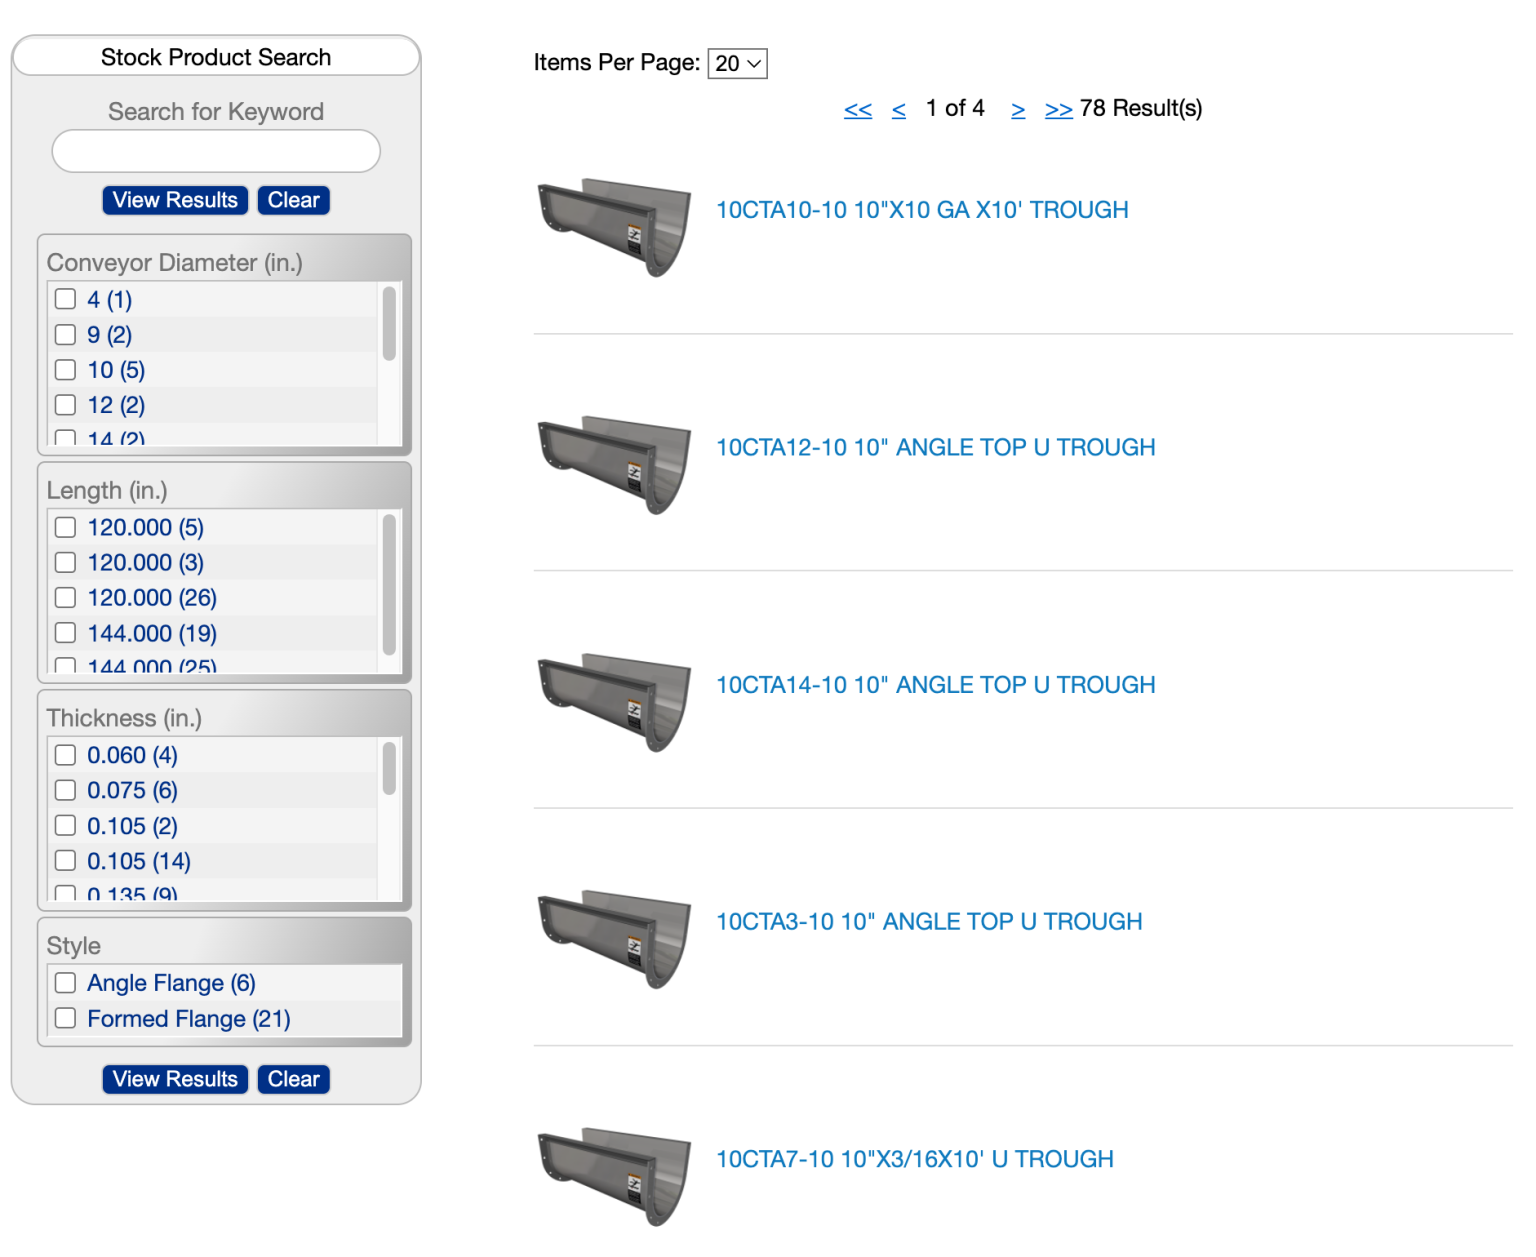 Stock Product Search
Search for Keyword
View Results Clear
Conveyor Diameter (in.)
4 (1)
9 (2)
10 (5)
12 (2)
14 (2)
Length (in.)
120.000 (5)
120.000 (3)
120.000 (26)
144.000 (19)
144.000 (25)
Thickness (in.)
0.060 (4)
0.075 (6)
0.105 (2)
0.105 (14)
0.135 (9)
Style
Angle Flange (6)
Formed Flange (21)
View Results Clear
Items Per Page: 20
<< < 1 of 4 > >> 78 Result(s)
10CTA10-10 10"X10 GA X10' TROUGH
10CTA12-10 10" ANGLE TOP U TROUGH
10CTA14-10 10" ANGLE TOP U TROUGH
10CTA3-10 10" ANGLE TOP U TROUGH
10CTA7-10 10"X3/16X10' U TROUGH